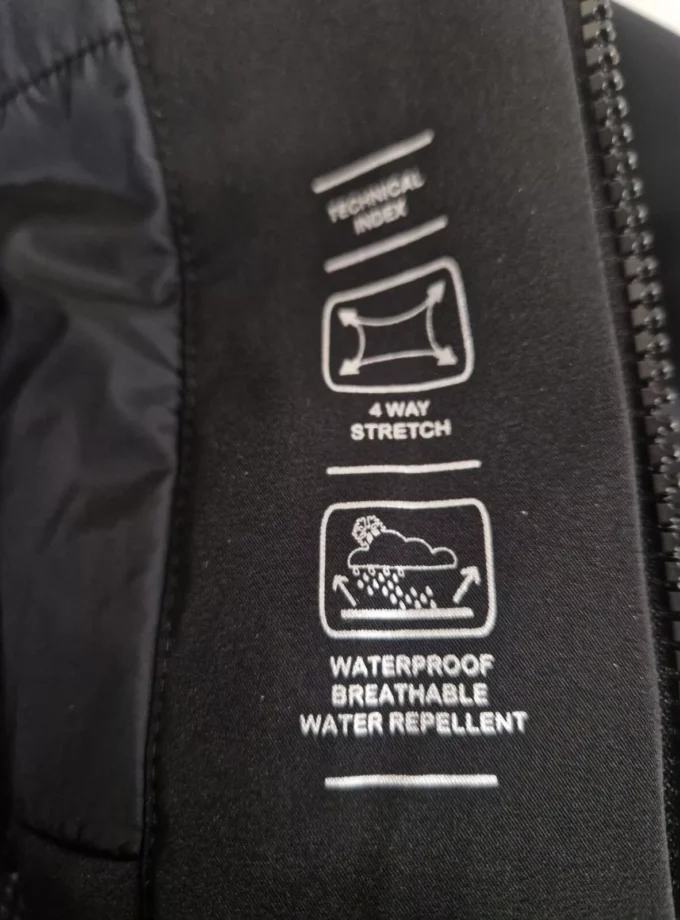 TECHNICAL
INDEX
4 WAY
STRETCH
WATERPROOF
BREATHABLE
WATER REPELLENT